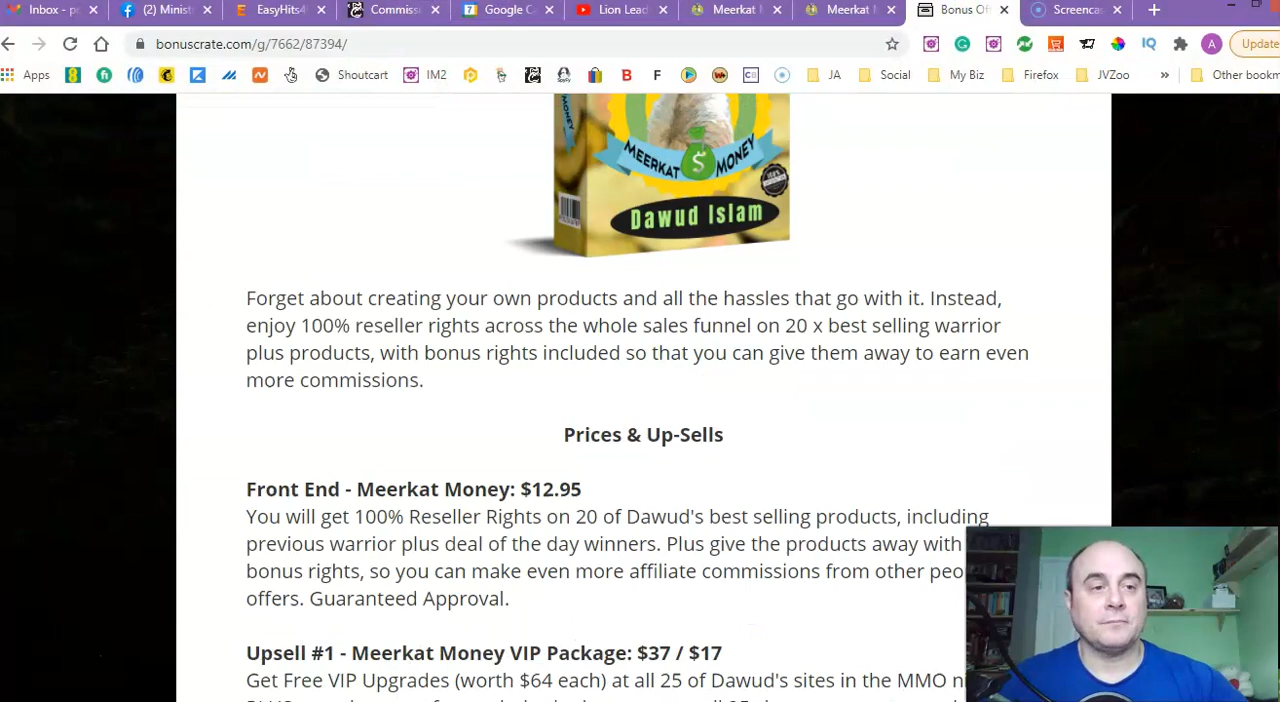 Inbox - p
(2) Minist
EasyHits4
Commiss
Google C
Lion Lead
Meerkat M
Meerkat M
Bonus Of
Screencas
bonuscrate.com/g/7662/87394/
Update
Apps
Shoutcart
IM2
JA
Social
My Biz
Firefox
JVZoo
Other bookm
MONEY
MEERKAT $ MONEY
Dawud Islam
Forget about creating your own products and all the hassles that go with it. Instead,
enjoy 100% reseller rights across the whole sales funnel on 20 x best selling warrior
plus products, with bonus rights included so that you can give them away to earn even
more commissions.
Prices & Up-Sells
Front End - Meerkat Money: $12.95
You will get 100% Reseller Rights on 20 of Dawud's best selling products, including
previous warrior plus deal of the day winners. Plus give the products away with
bonus rights, so you can make even more affiliate commissions from other peo
offers. Guaranteed Approval.
Upsell #1 - Meerkat Money VIP Package: $37 / $17
Get Free VIP Upgrades (worth $64 each) at all 25 of Dawud's sites in the MMO ni